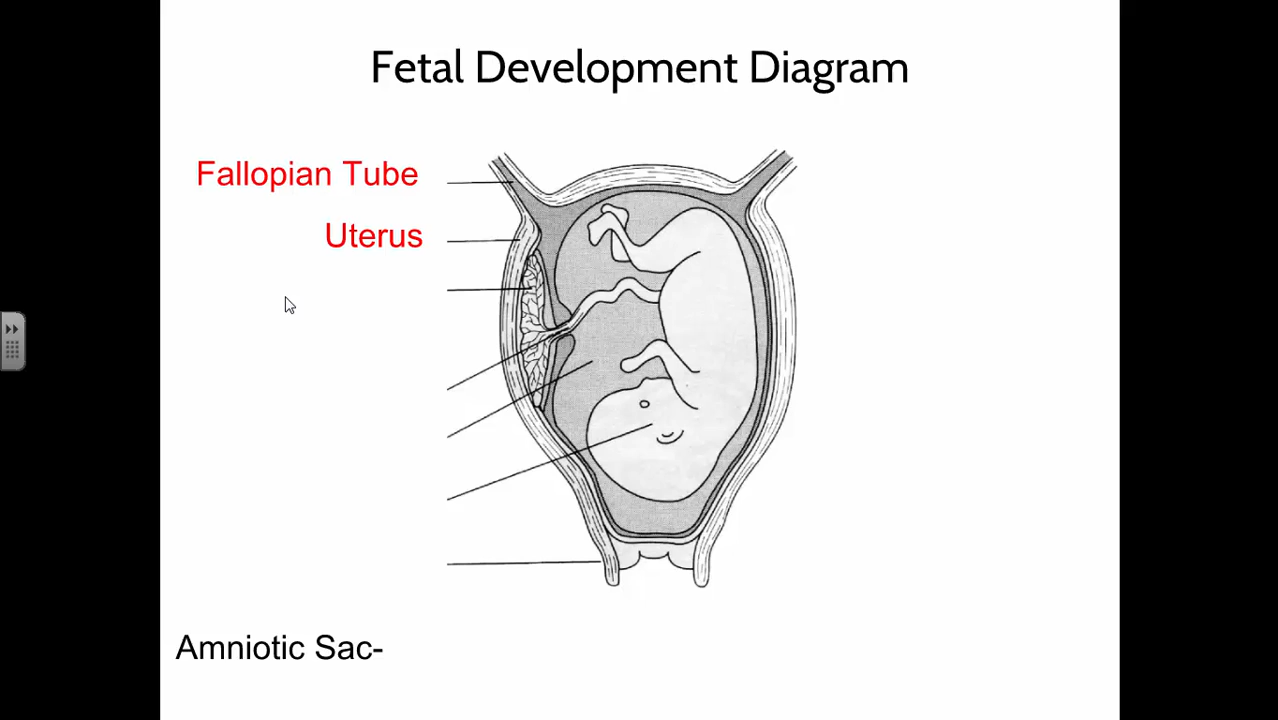 Fetal Development Diagram
Fallopian Tube
Uterus
Amniotic Sac-